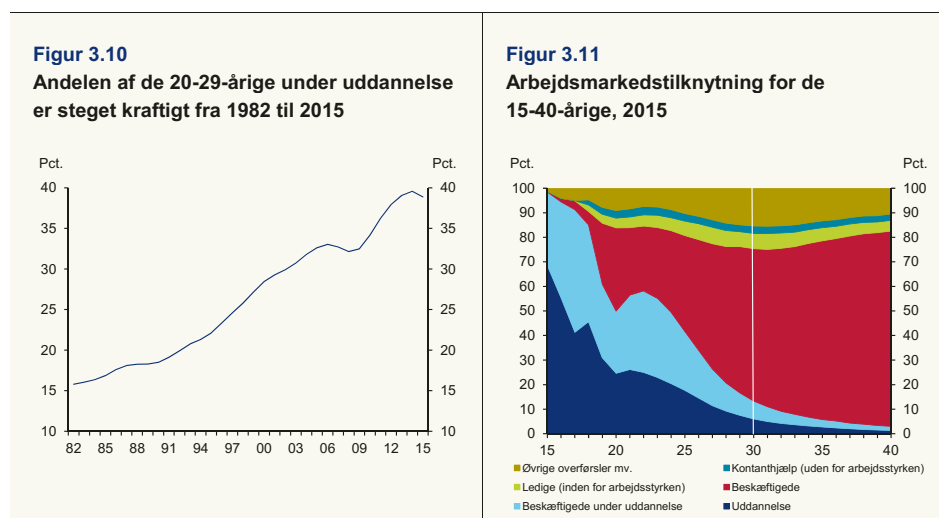 Figur 3.10
Andelen af de 20-29-årige under uddannelse
er steget kraftigt fra 1982 til 2015
Pct.
Pct.
40
35
30
25
20
15
10
40
35
30
25
20
15
10
82 85 88 91 94 97 00 03 06 09 12 15
Figur 3.11
Arbejdsmarkedstilknytning for de
15-40-årige, 2015
Pct.
Pct.
100
90
80
70
60
50
40
30
20
10
0
100
90
80
70
60
50
40
30
20
10
0
15 20 25 30 35 40
Øvrige overførsler mv.
Kontanthjælp (uden for arbejdsstyrken)
Ledige (inden for arbejdsstyrken)
Beskæftigede
Beskæftigede under uddannelse
Uddannelse